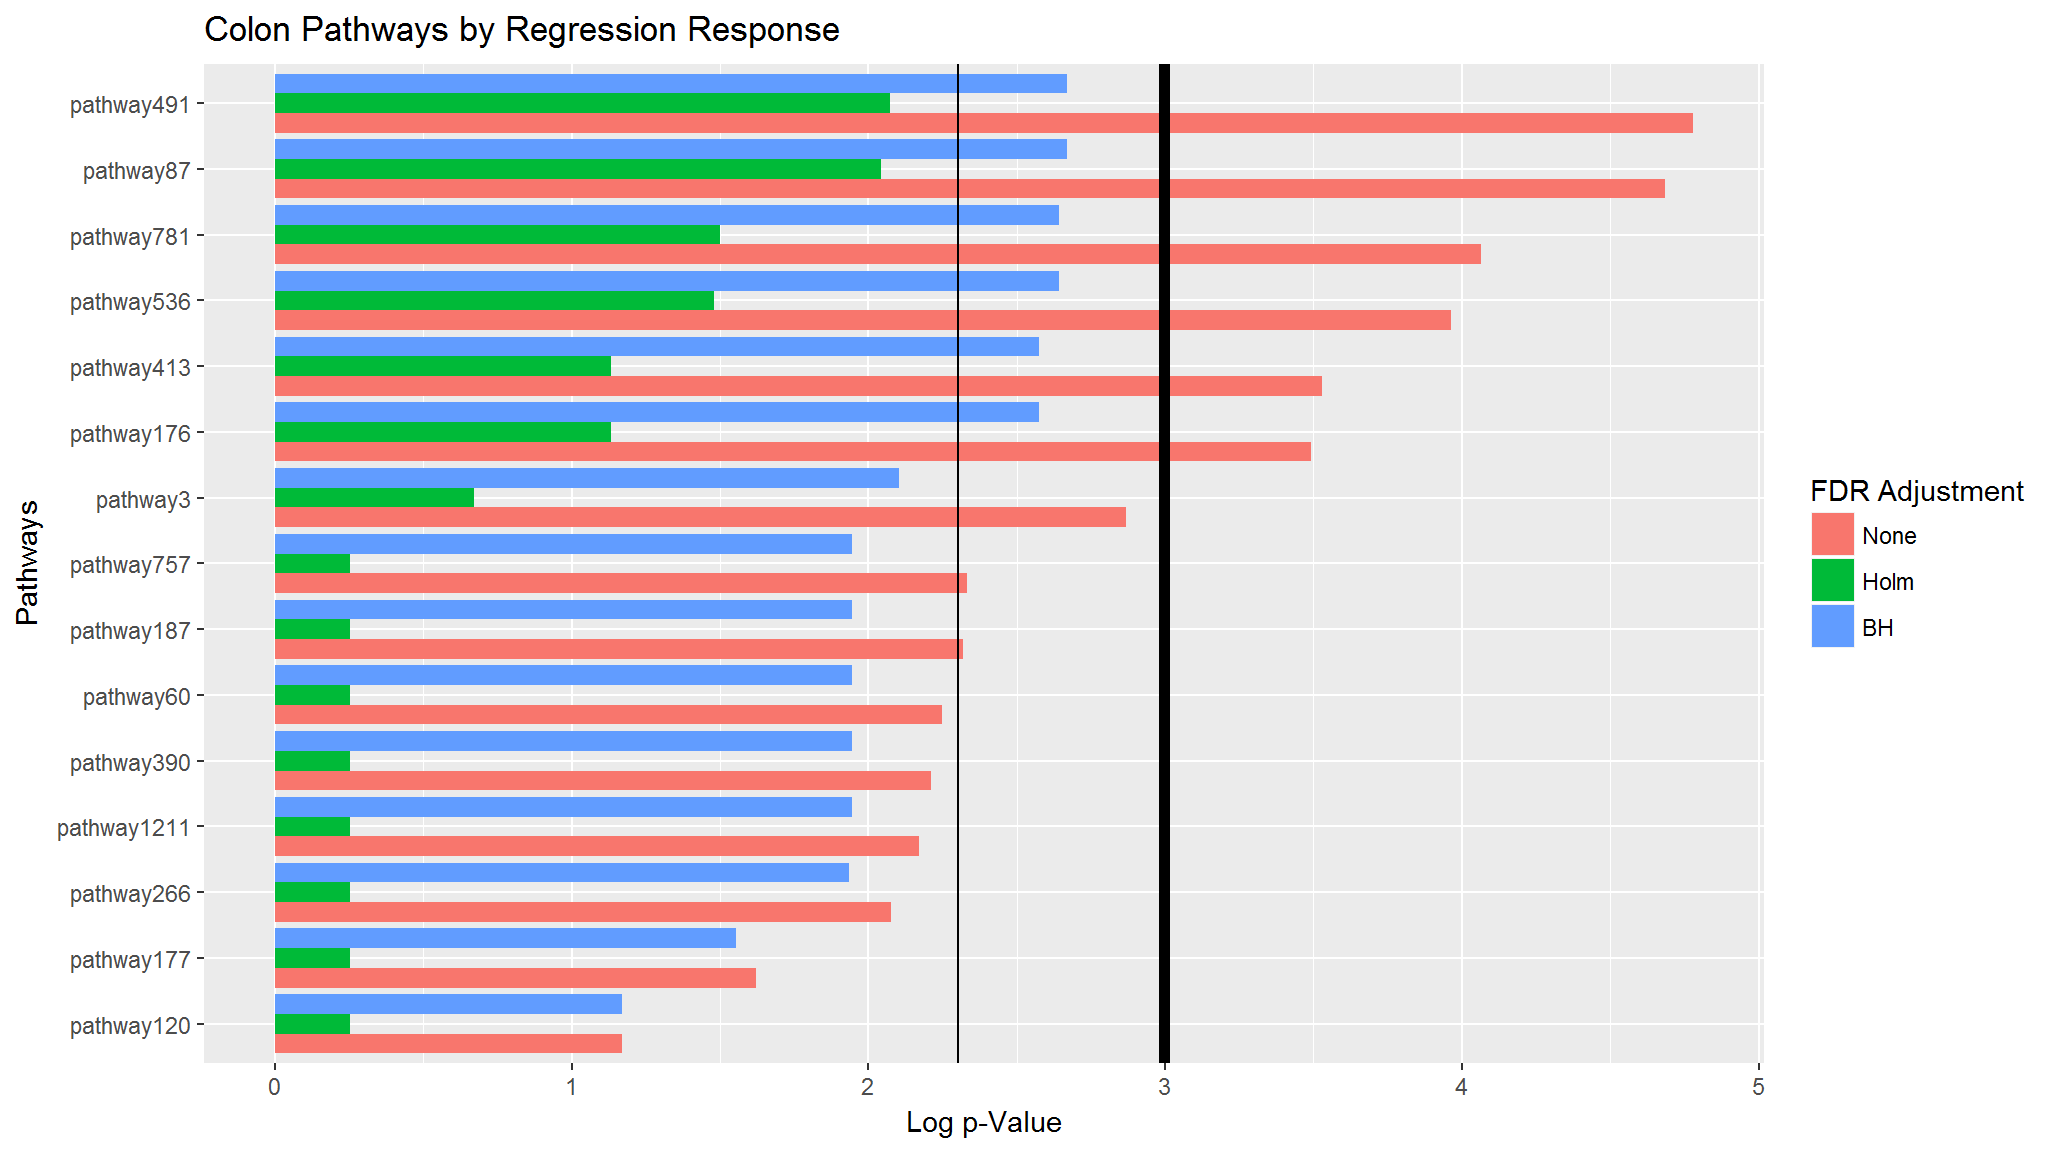 Colon Pathways by Regression Response
pathway491
pathway87
pathway781
pathway536
pathway413
pathway176
pathway3
pathway757
pathway187
pathway60
pathway390
pathway1211
pathway266
pathway177
pathway120
Pathways
0 1 2 3 4 5
Log p-Value
FDR Adjustment
None
Holm
BH